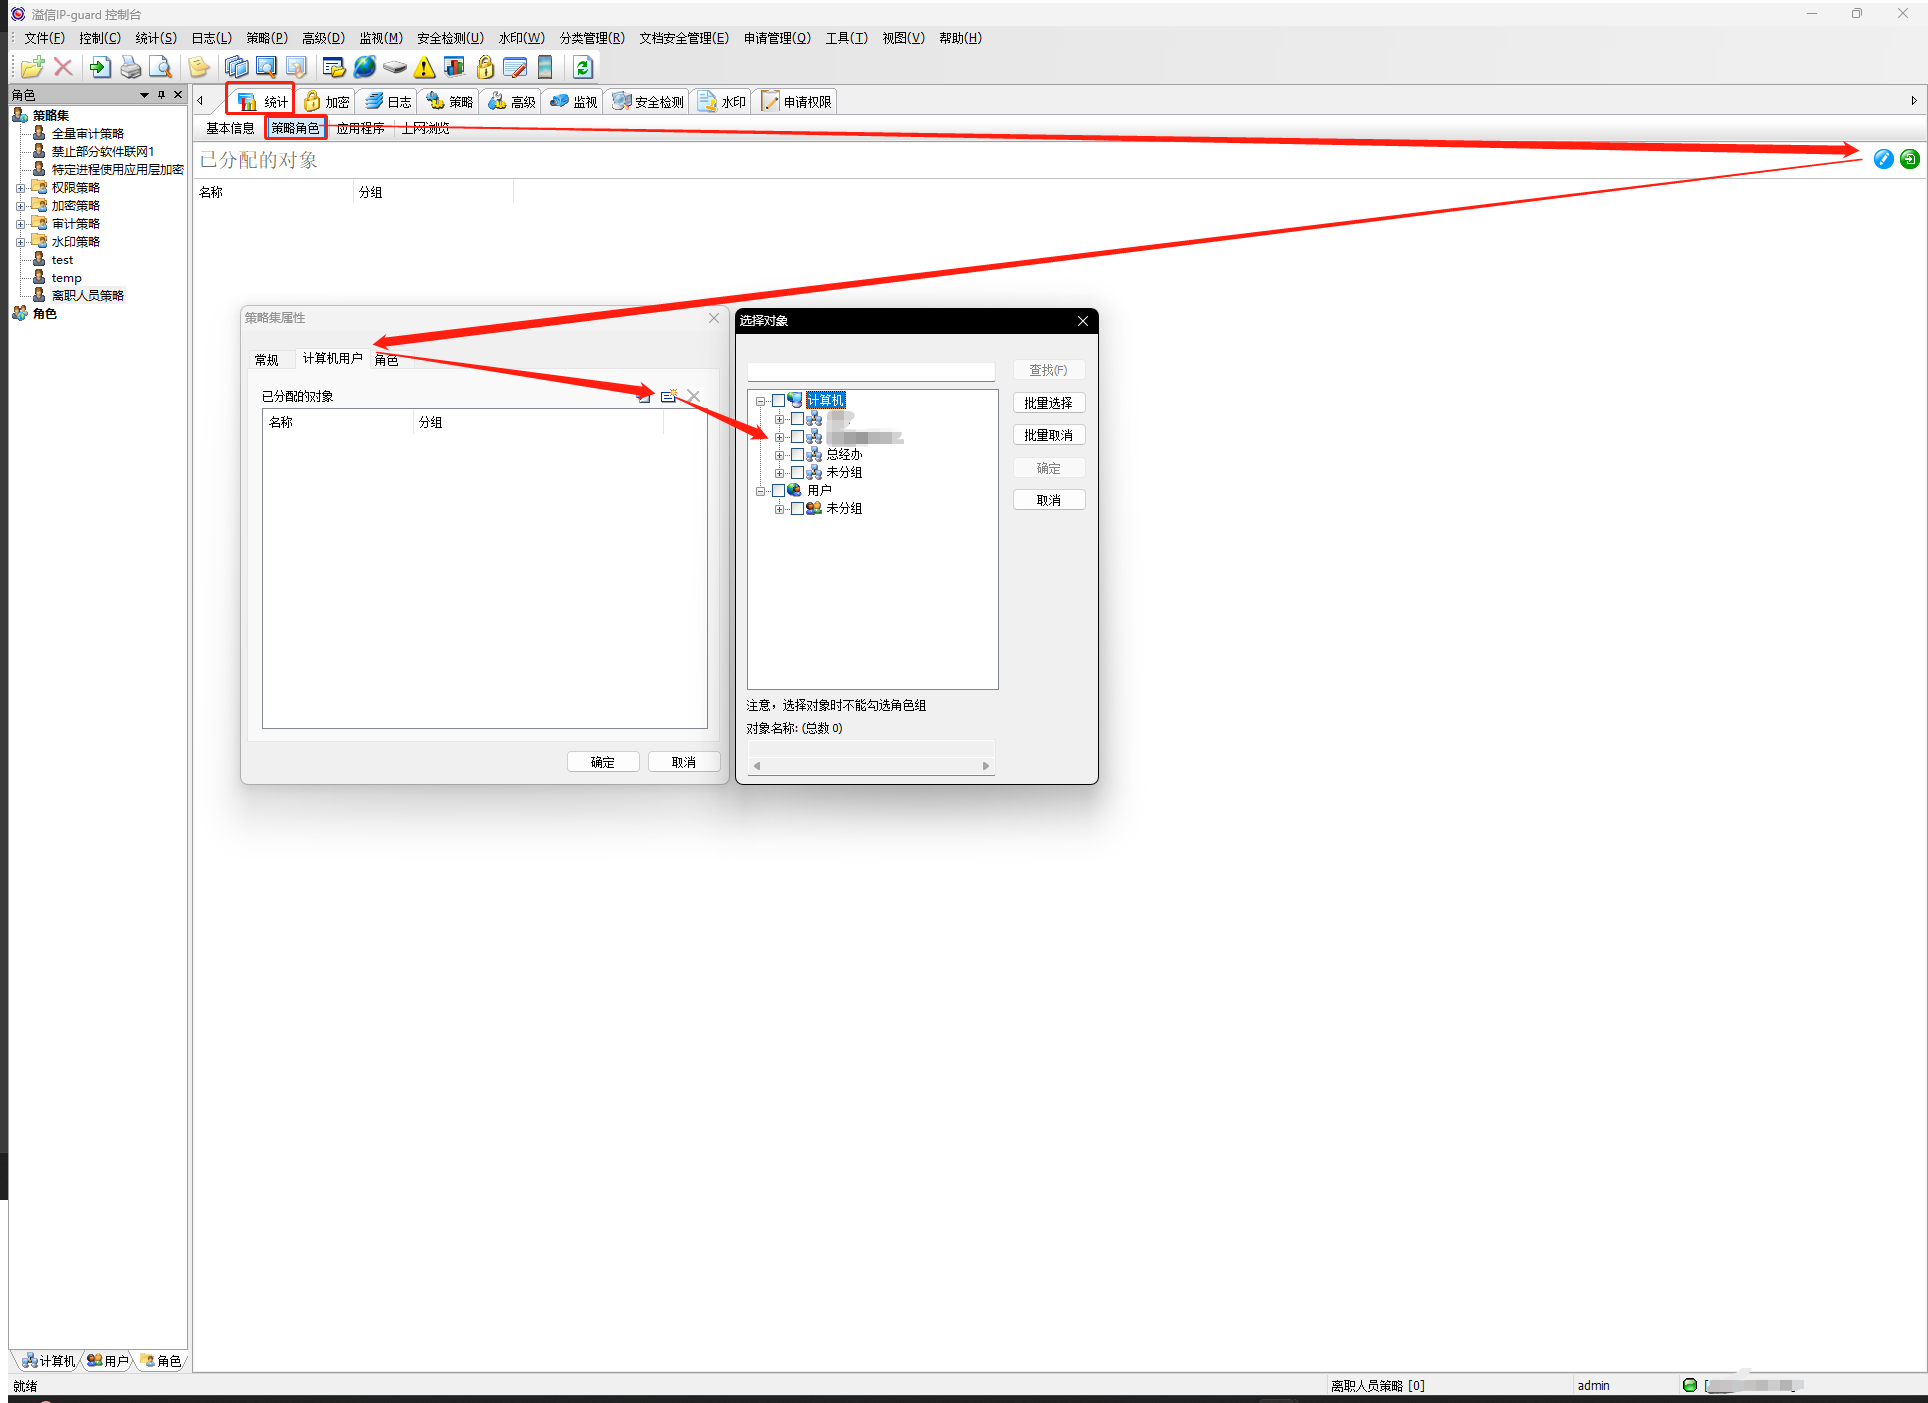 溢信IP-guard 控制台
文件(F) 控制(C) 统计(S) 日志(L) 策略(P) 高级(D) 监视(M) 安全检测(U) 水印(W) 分类管理(R) 文档安全管理(E) 申请管理(Q) 工具(T) 视图(V) 帮助(H)
角色
统计 加密 日志 策略 高级 监视 安全检测 水印 申请权限
基本信息 策略角色 应用程序 上网浏览
已分配的对象
名称 分组
策略集
全量审计策略
禁止部分软件联网1
特定进程使用应用层加密
权限策略
加密策略
审计策略
水印策略
test
temp
离职人员策略
角色
策略集属性
常规 计算机用户 角色
已分配的对象
名称 分组
确定 取消
选择对象
查找(F)
批量选择
批量取消
确定
取消
计算机
总经办
未分组
用户
未分组
注意，选择对象时不能勾选角色组
对象名称: (总数 0)
计算机 用户 角色
就绪
离职人员策略 [0]
admin